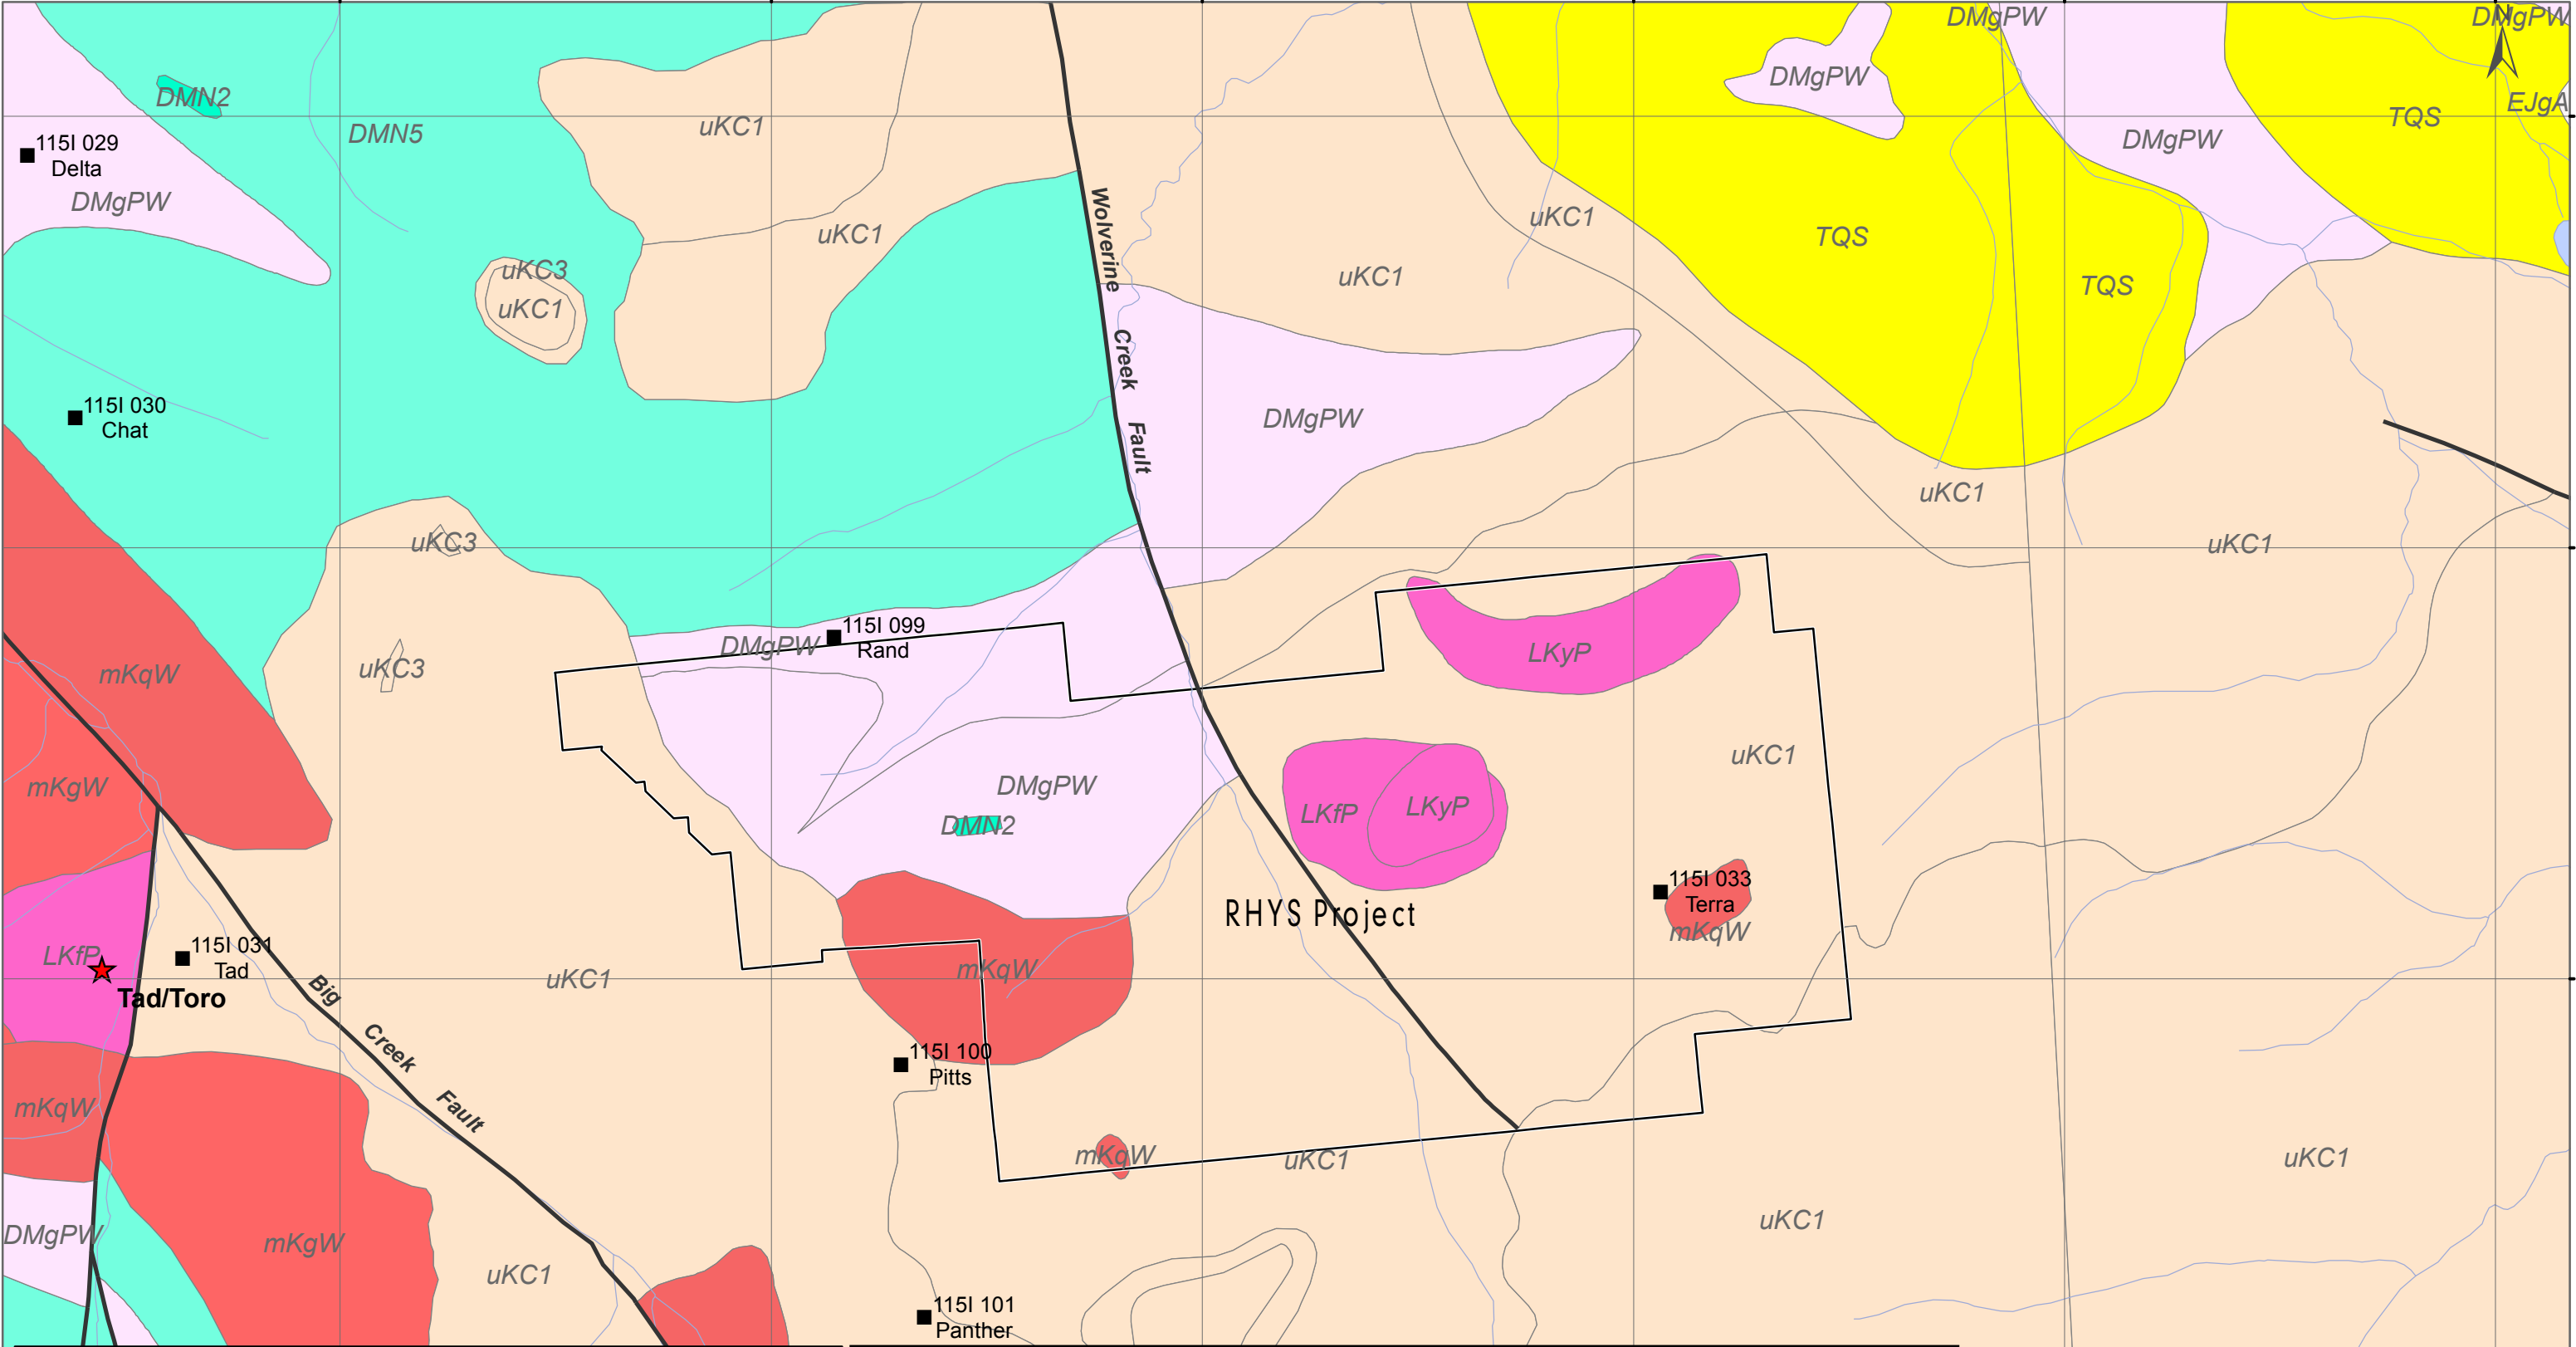 DMgPW
N
DMgPW
DMgPW
DMN2
EJgA
TQS
uKC1
DMN5
DMgPW
115I 029
Delta
DMgPW
uKC1
uKC1
TQS
Wolverine Creek Fault
uKC3
uKC1
uKC1
TQS
115I 030
Chat
DMgPW
uKC1
uKC3
uKC1
115I 099
Rand
DMgPW
LKyP
uKC3
mKqW
uKC1
mKgW
DMgPW
LKfP
LKyP
DMN2
115I 033
Terra
RHYS Project
mKqW
115I 031
Tad
LKfP
Tad/Toro
mKqW
uKC1
Big Creek Fault
115I 100
Pitts
mKqW
mKqW
uKC1
uKC1
uKC1
DMgPW
mKgW
uKC1
115I 101
Panther